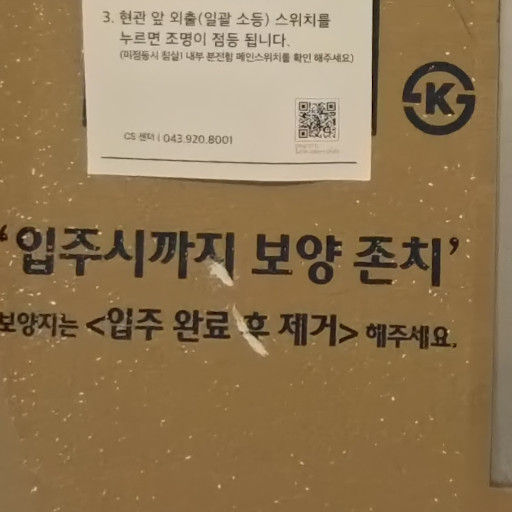 3. 현관 앞 외출(일괄 소등) 스위치를
누르면 조명이 점등 됩니다.
(미점등시 침실) 내부 분전함 메인스위치를 확인 해주세요.)
CS 센터 | 043.920.8001
K
'입주시까지 보양 존치'
보양지는 <입주 완료 후 제거> 해주세요.